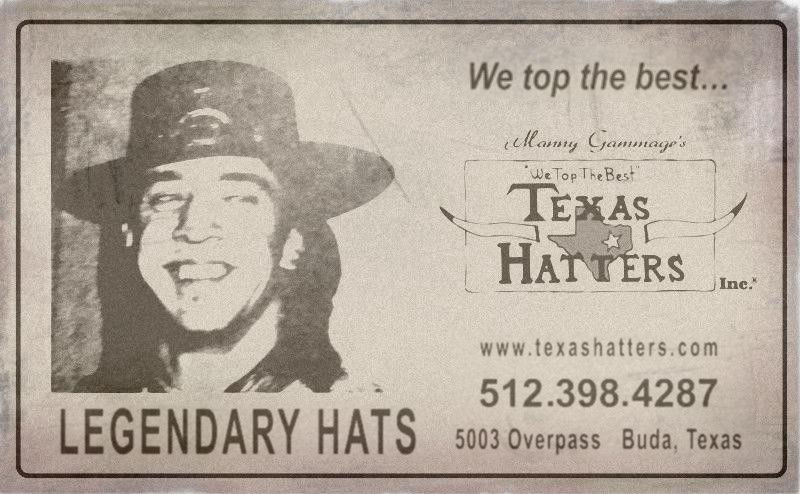 We top the best...
Manny Gammage's
"We Top The Best"
TEXAS
HATTERS
Inc.
www.texashatters.com
512.398.4287
5003 Overpass Buda, Texas
LEGENDARY HATS